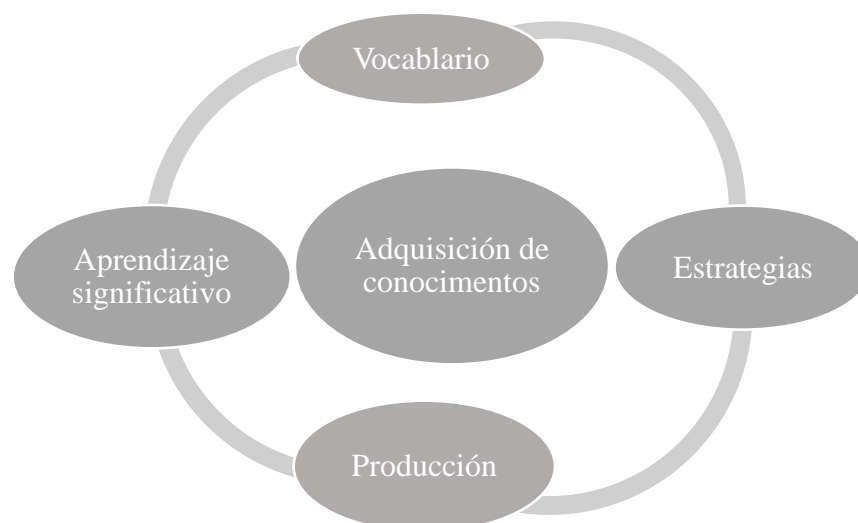 Vocablario
Aprendizaje
significativo
Adquisición de
conocimentos
Estrategias
Producción